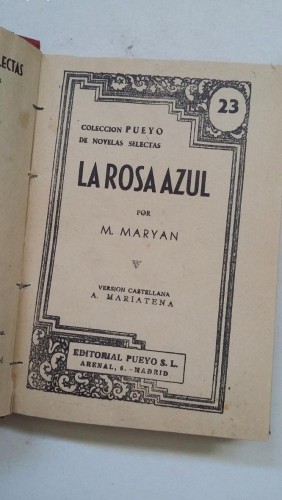 LECTAS
23
COLECCION PUEYO
DE NOVELAS SELECTAS
LA ROSA AZUL
POR
M. MARYAN
VERSION CASTELLANA
A. MARIATENA
EDITORIAL PUEYO S. L.
ARENAL, 6.-MADRID